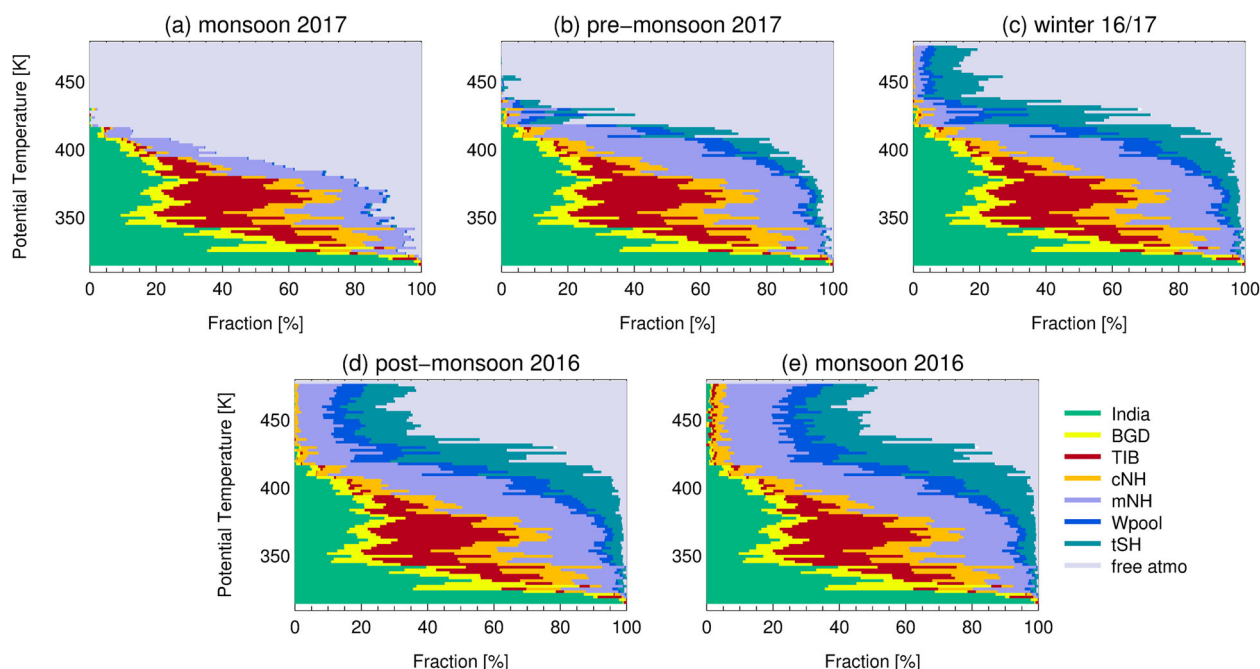 (a) monsoon 2017
(b) pre−monsoon 2017
(c) winter 16/17
Potential Temperature [K]
450
400
350
450
400
350
450
400
350
0 20 40 60 80 100
0 20 40 60 80 100
0 20 40 60 80 100
Fraction [%]
Fraction [%]
Fraction [%]
(d) post−monsoon 2016
(e) monsoon 2016
Potential Temperature [K]
450
400
350
Potential Temperature [K]
450
400
350
0 20 40 60 80 100
0 20 40 60 80 100
Fraction [%]
Fraction [%]
India
BGD
TIB
cNH
mNH
Wpool
tSH
free atmo